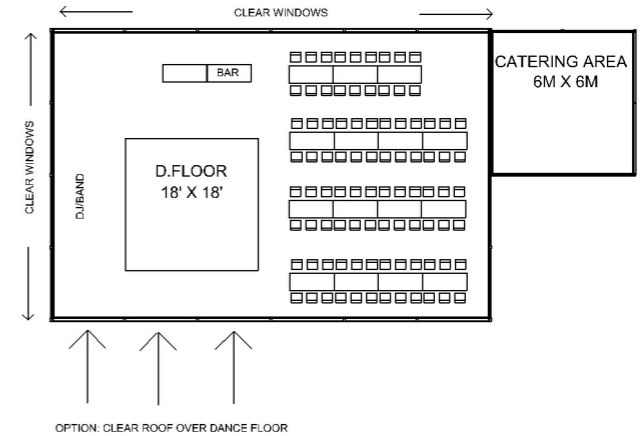 CLEAR WINDOWS
CATERING AREA
6M X 6M
BAR
CLEAR WINDOWS
DJ/BAND
D.FLOOR
18' X 18'
OPTION: CLEAR ROOF OVER DANCE FLOOR